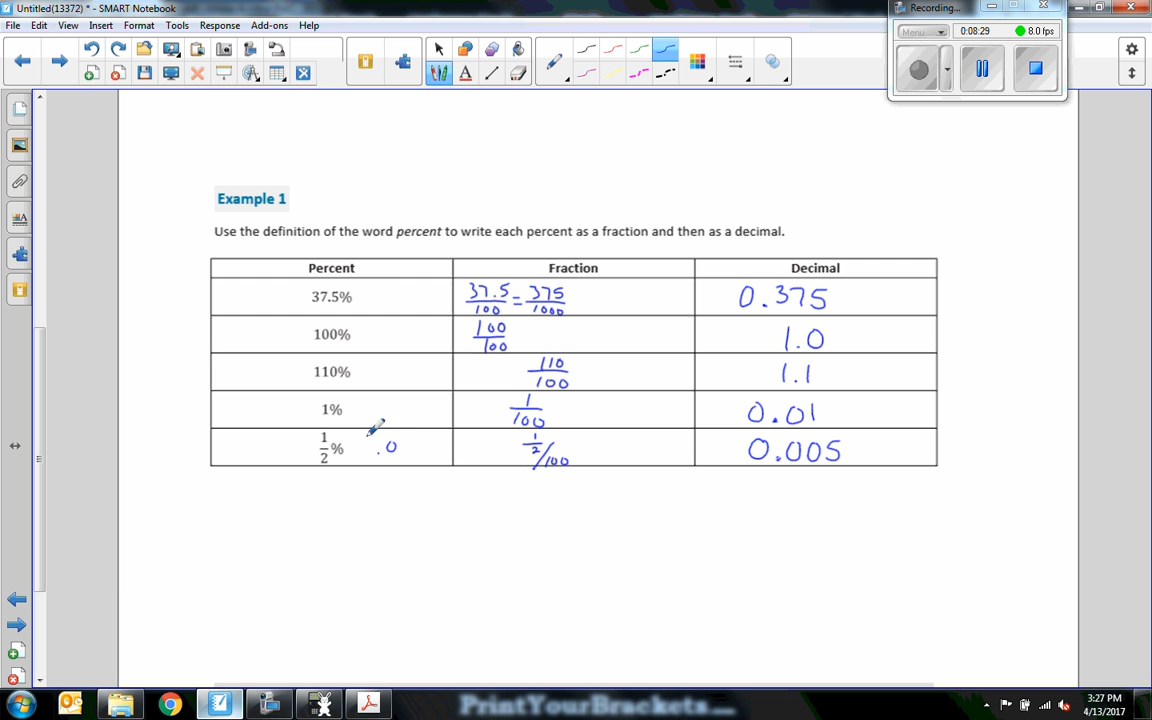 Untitled(13372) * - SMART Notebook
File Edit View Insert Format Tools Response Add-ons Help
Recording...
Menu 0:08:29 8.0 fps
Example 1
Use the definition of the word percent to write each percent as a fraction and then as a decimal.
Percent Fraction Decimal
37.5% 37.5/100 = 375/1000 0.375
100% 100/100 1.0
110% 110/100 1.1
1% 1/100 0.01
1/2% .0 1/2/100 0.005
PrintYourBrackets.com
3:27 PM
4/13/2017